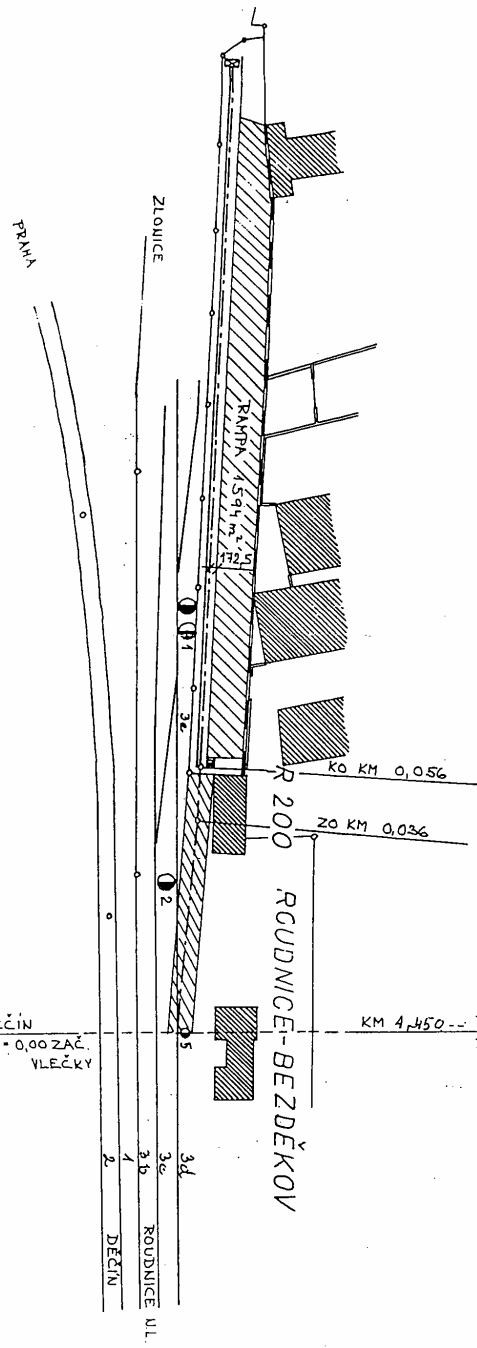 PRAHA
ZLONICE
RAMPA 1594 m²
172,5
1
3e
KO KM 0,056
ZO KM 0,036
R 200 ROUDNICE-BEZDĚKOV
2
KM 4,450
ČÍN
= 0,00 ZAČ.
VLEČKY
5
2
1
3b
3c
3d
DĚČÍN
ROUDNICE N.L.